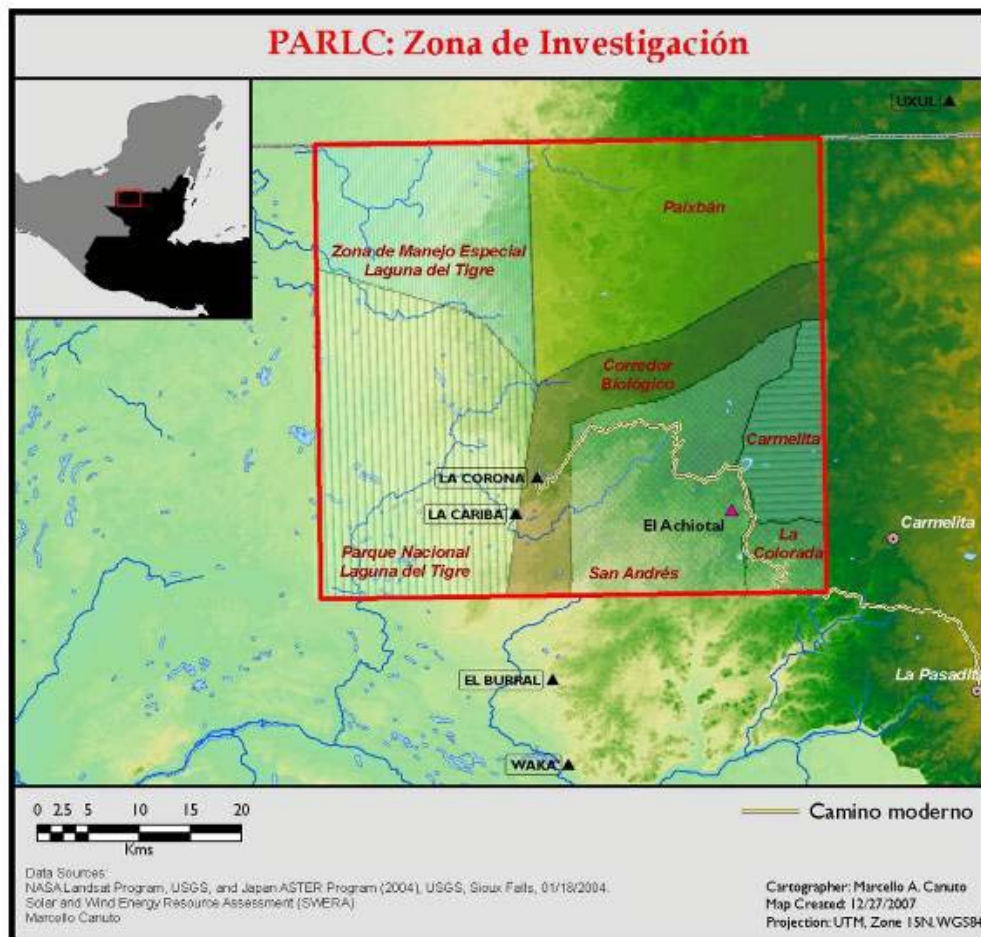 PARLC: Zona de Investigación
UXUL
Paixbán
Zona de Manejo Especial
Laguna del Tigre
Corredor
Biológico
Carmelita
LA CORONA
LA CARIBA
El Achiotal
Carmelita
La
Colorada
Parque Nacional
Laguna del Tigre
San Andrés
La Pasadita
EL BURRAL
WAKA'
0 2.5 5 10 15 20
Kms
Camino moderno
Data Sources:
NASA Landsat Program, USGS, and Japan ASTER Program (2004), USGS, Sioux Falls, 01/18/2004.
Solar and Wind Energy Resource Assessment (SWERA)
Marcello Canuto
Cartographer: Marcello A. Canuto
Map Created: 12/27/2007
Projection: UTM, Zone 15N. WGS84